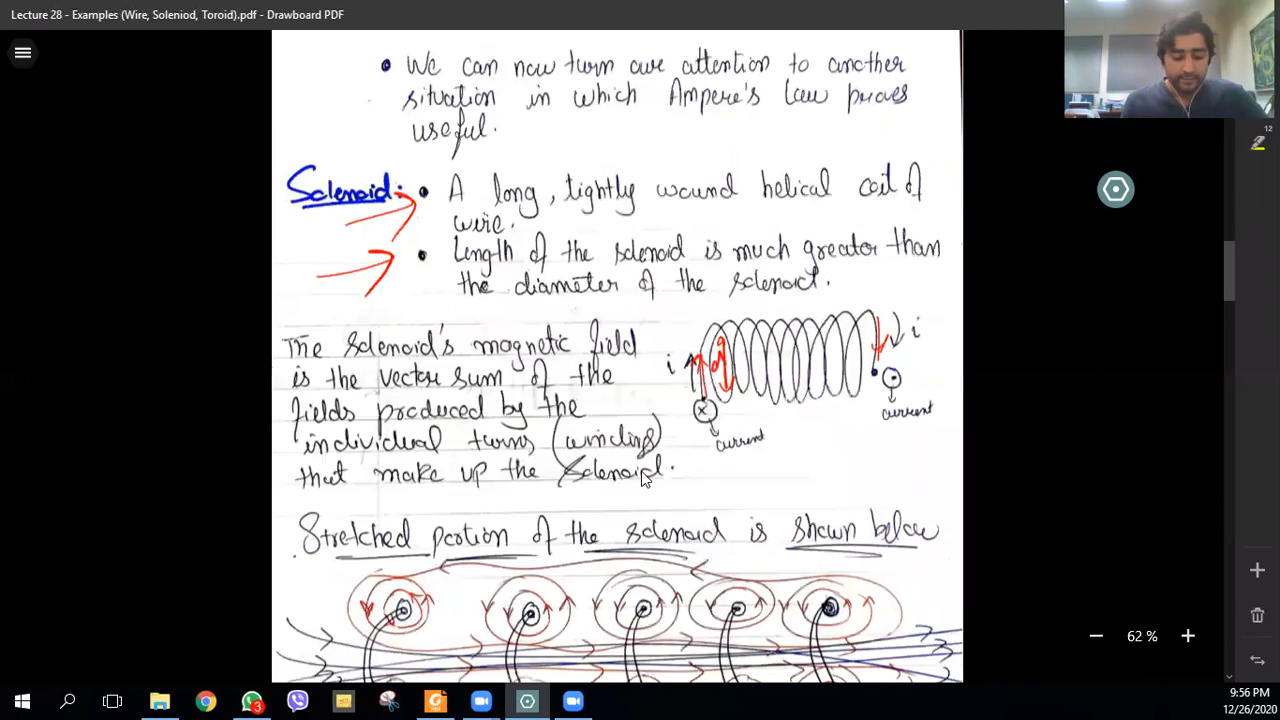 Lecture 28 - Examples (Wire, Soleniod, Toroid).pdf - Drawboard PDF
• We can now turn our attention to another
situation in which Ampere's law proves
useful.
Solenoid:• A long, tightly wound helical coil of
wire.
• Length of the solenoid is much greater than
the diameter of the solenoid.
The solenoid's magnetic field
is the vector sum of the
fields produced by the
individual turns (windings)
that make up the solenoid.
i
i
current
current
Stretched portion of the solenoid is shown below
12
62 %
3
9:56 PM
12/26/2020